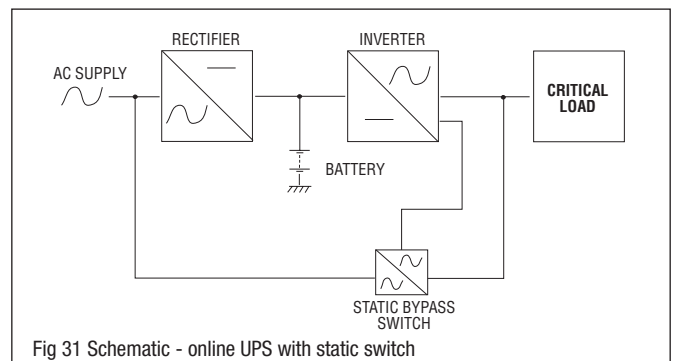 RECTIFIER
INVERTER
AC SUPPLY
CRITICAL
LOAD
BATTERY
STATIC BYPASS
SWITCH
Fig 31 Schematic - online UPS with static switch